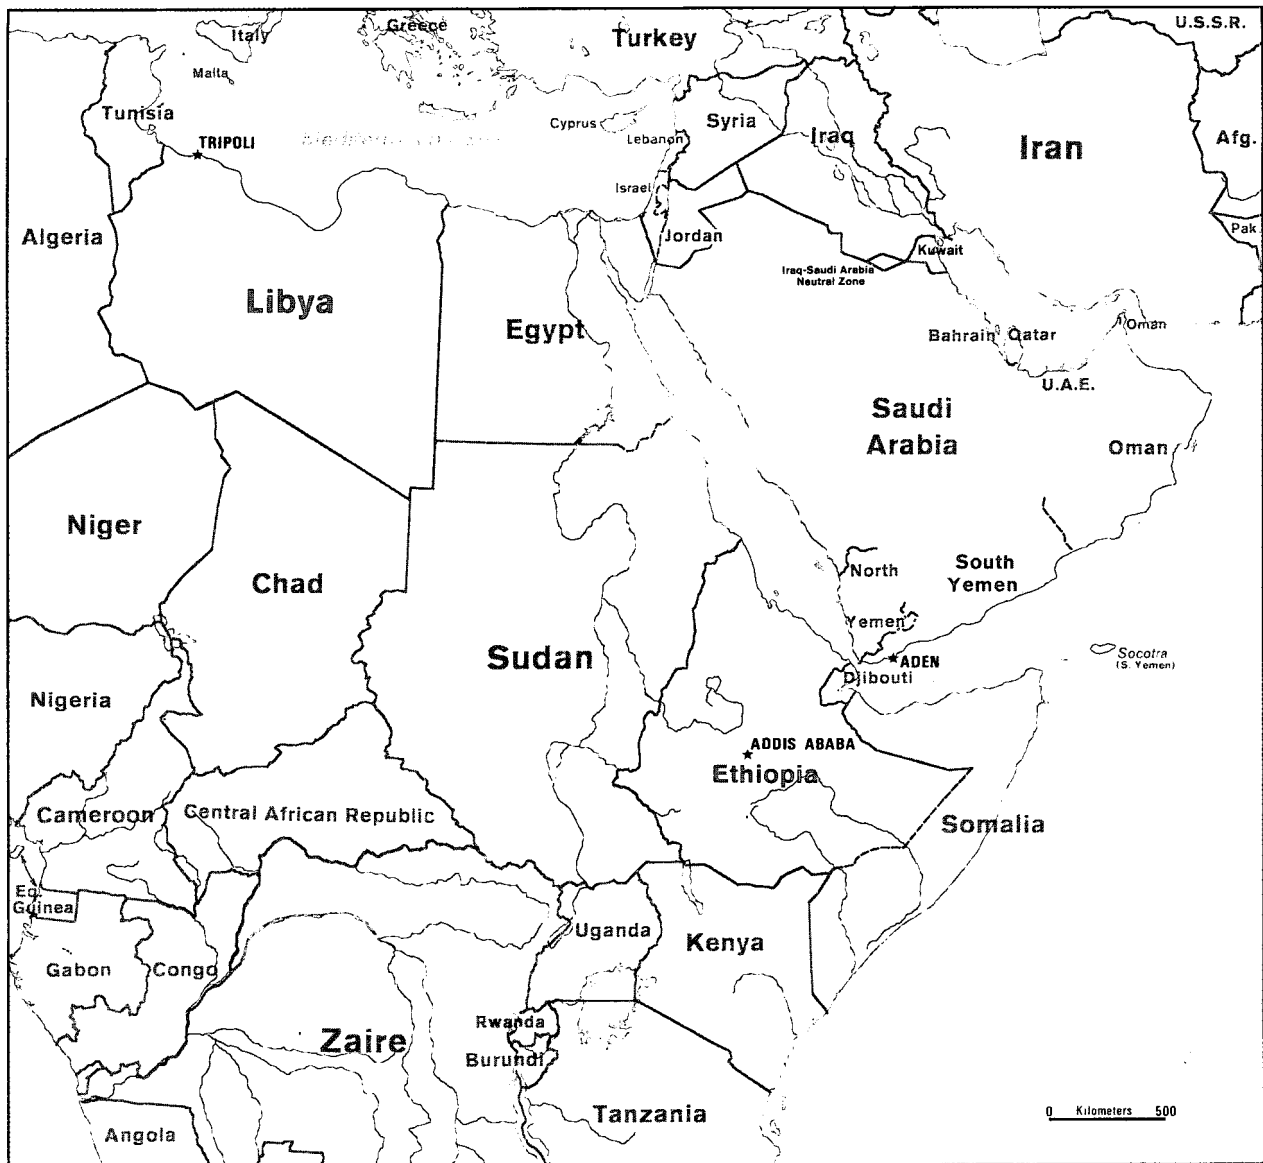 U.S.S.R.
Greece
Italy
Turkey
Malta
Tunisia
Cyprus
Syria
Iraq
Iran
Afg.
TRIPOLI
Lebanon
Israel
Algeria
Jordan
Kuwait
Pak.
Iraq-Saudi Arabia
Neutral Zone
Libya
Egypt
Bahrain
Qatar
Oman
U.A.E.
Saudi
Arabia
Oman
Niger
Chad
North
Yemen
South
Yemen
Sudan
ADEN
Socotra
(S. Yemen)
Djibouti
Nigeria
ADDIS ABABA
Ethiopia
Cameroon
Central African Republic
Somalia
Eq.
Guinea
Uganda
Kenya
Gabon
Congo
Rwanda
Zaire
Burundi
Tanzania
Angola
0 Kilometers 500